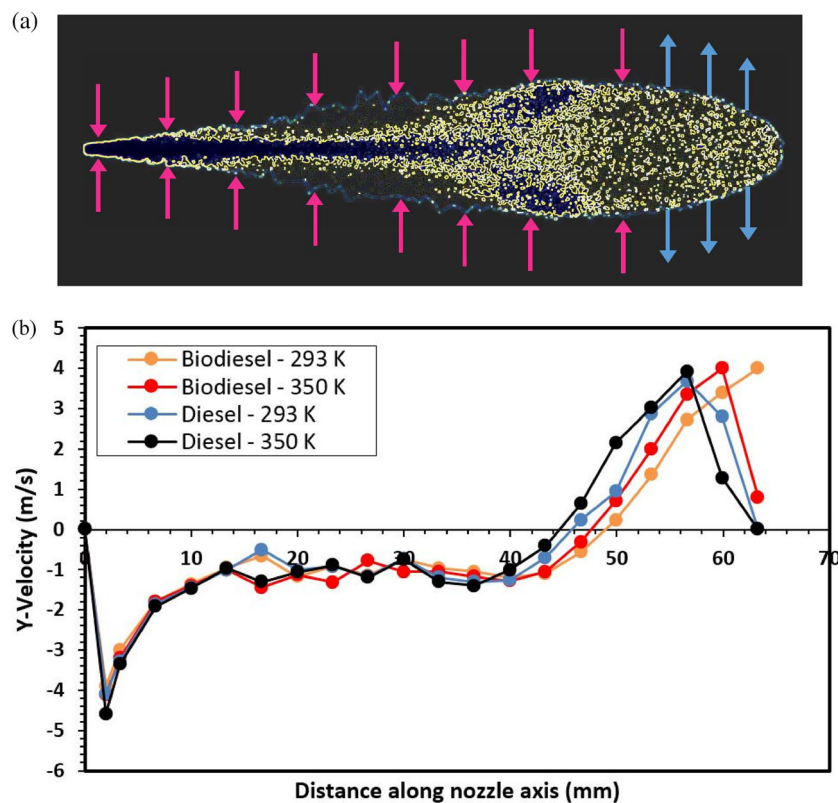 (a)
(b)
5
4
3
2
1
0
-1
-2
-3
-4
-5
-6
Y-Velocity (m/s)
Biodiesel - 293 K
Biodiesel - 350 K
Diesel - 293 K
Diesel - 350 K
0 10 20 30 40 50 60 70
Distance along nozzle axis (mm)